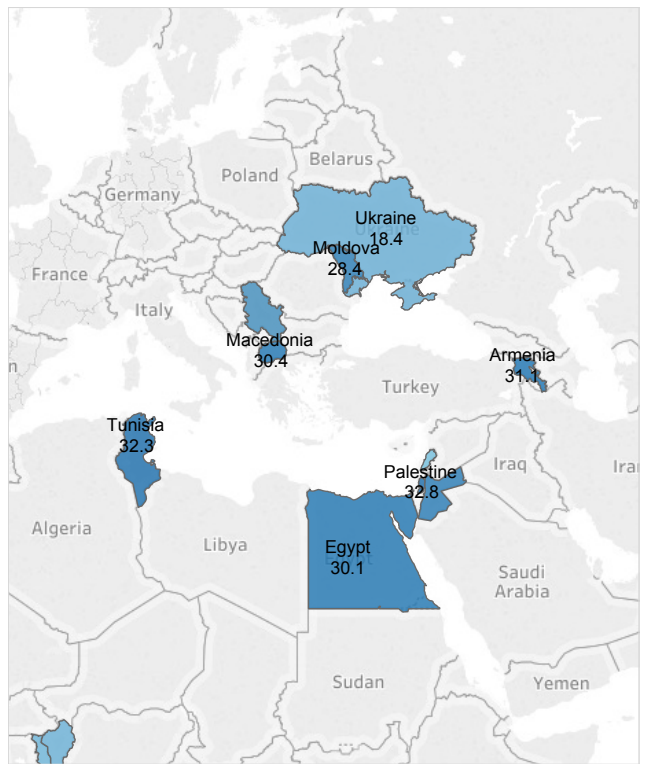 Belarus
Poland
Germany
Ukraine
18.4
Moldova
28.4
France
Italy
Macedonia
30.4
Armenia
31.1
n
Turkey
Tunisia
32.3
Palestine
32.8
Iraq
Ira
Algeria
Libya
Egypt
30.1
Saudi
Arabia
Sudan
Yemen
...